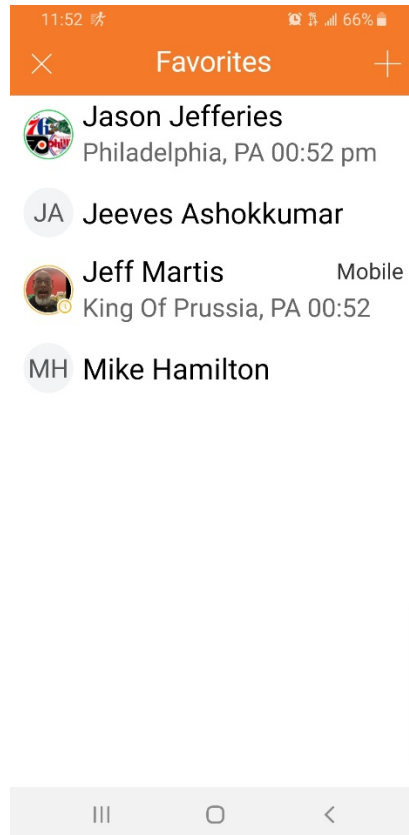 11:52 66%
Favorites
Jason Jefferies
Philadelphia, PA 00:52 pm
JA Jeeves Ashokkumar
Jeff Martis Mobile
King Of Prussia, PA 00:52
MH Mike Hamilton